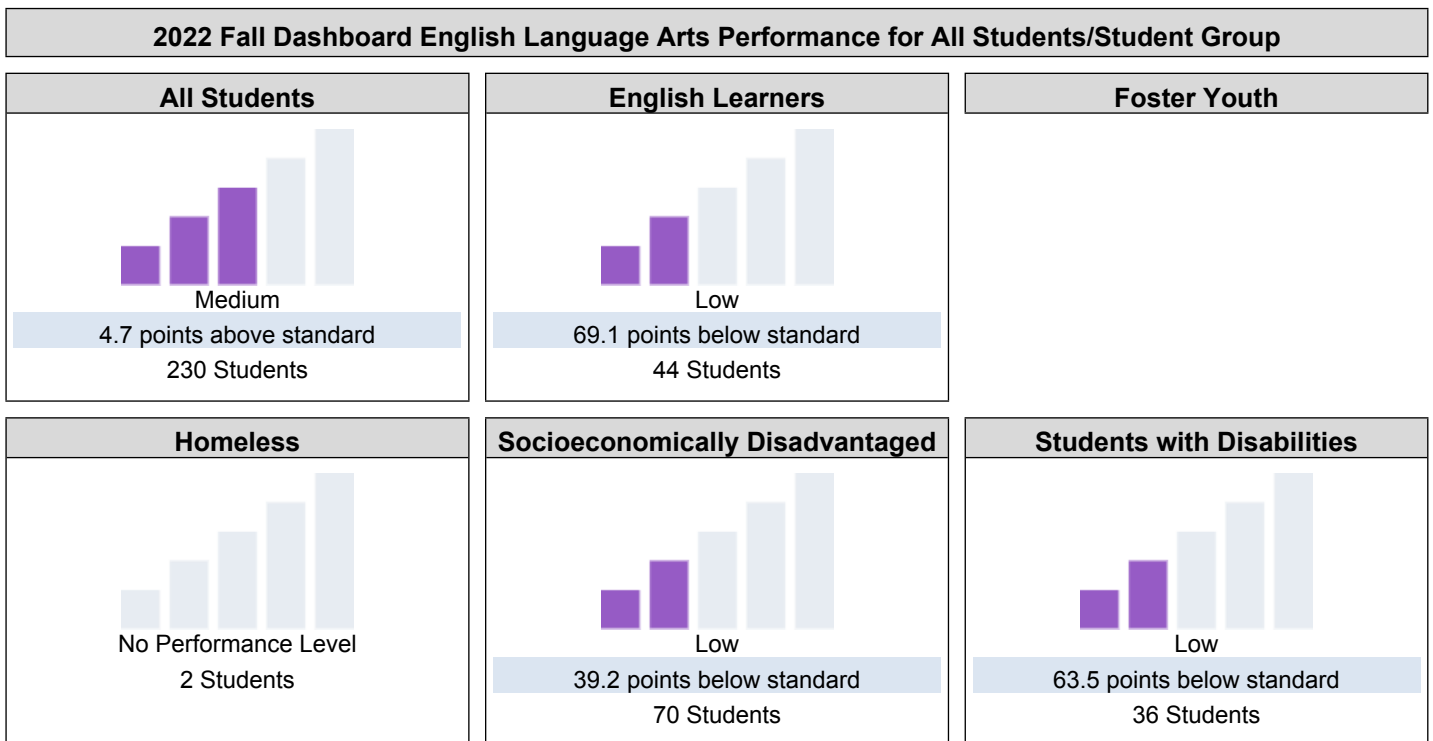 2022 Fall Dashboard English Language Arts Performance for All Students/Student Group
All Students
Medium
4.7 points above standard
230 Students
English Learners
Low
69.1 points below standard
44 Students
Foster Youth
Homeless
No Performance Level
2 Students
Socioeconomically Disadvantaged
Low
39.2 points below standard
70 Students
Students with Disabilities
Low
63.5 points below standard
36 Students